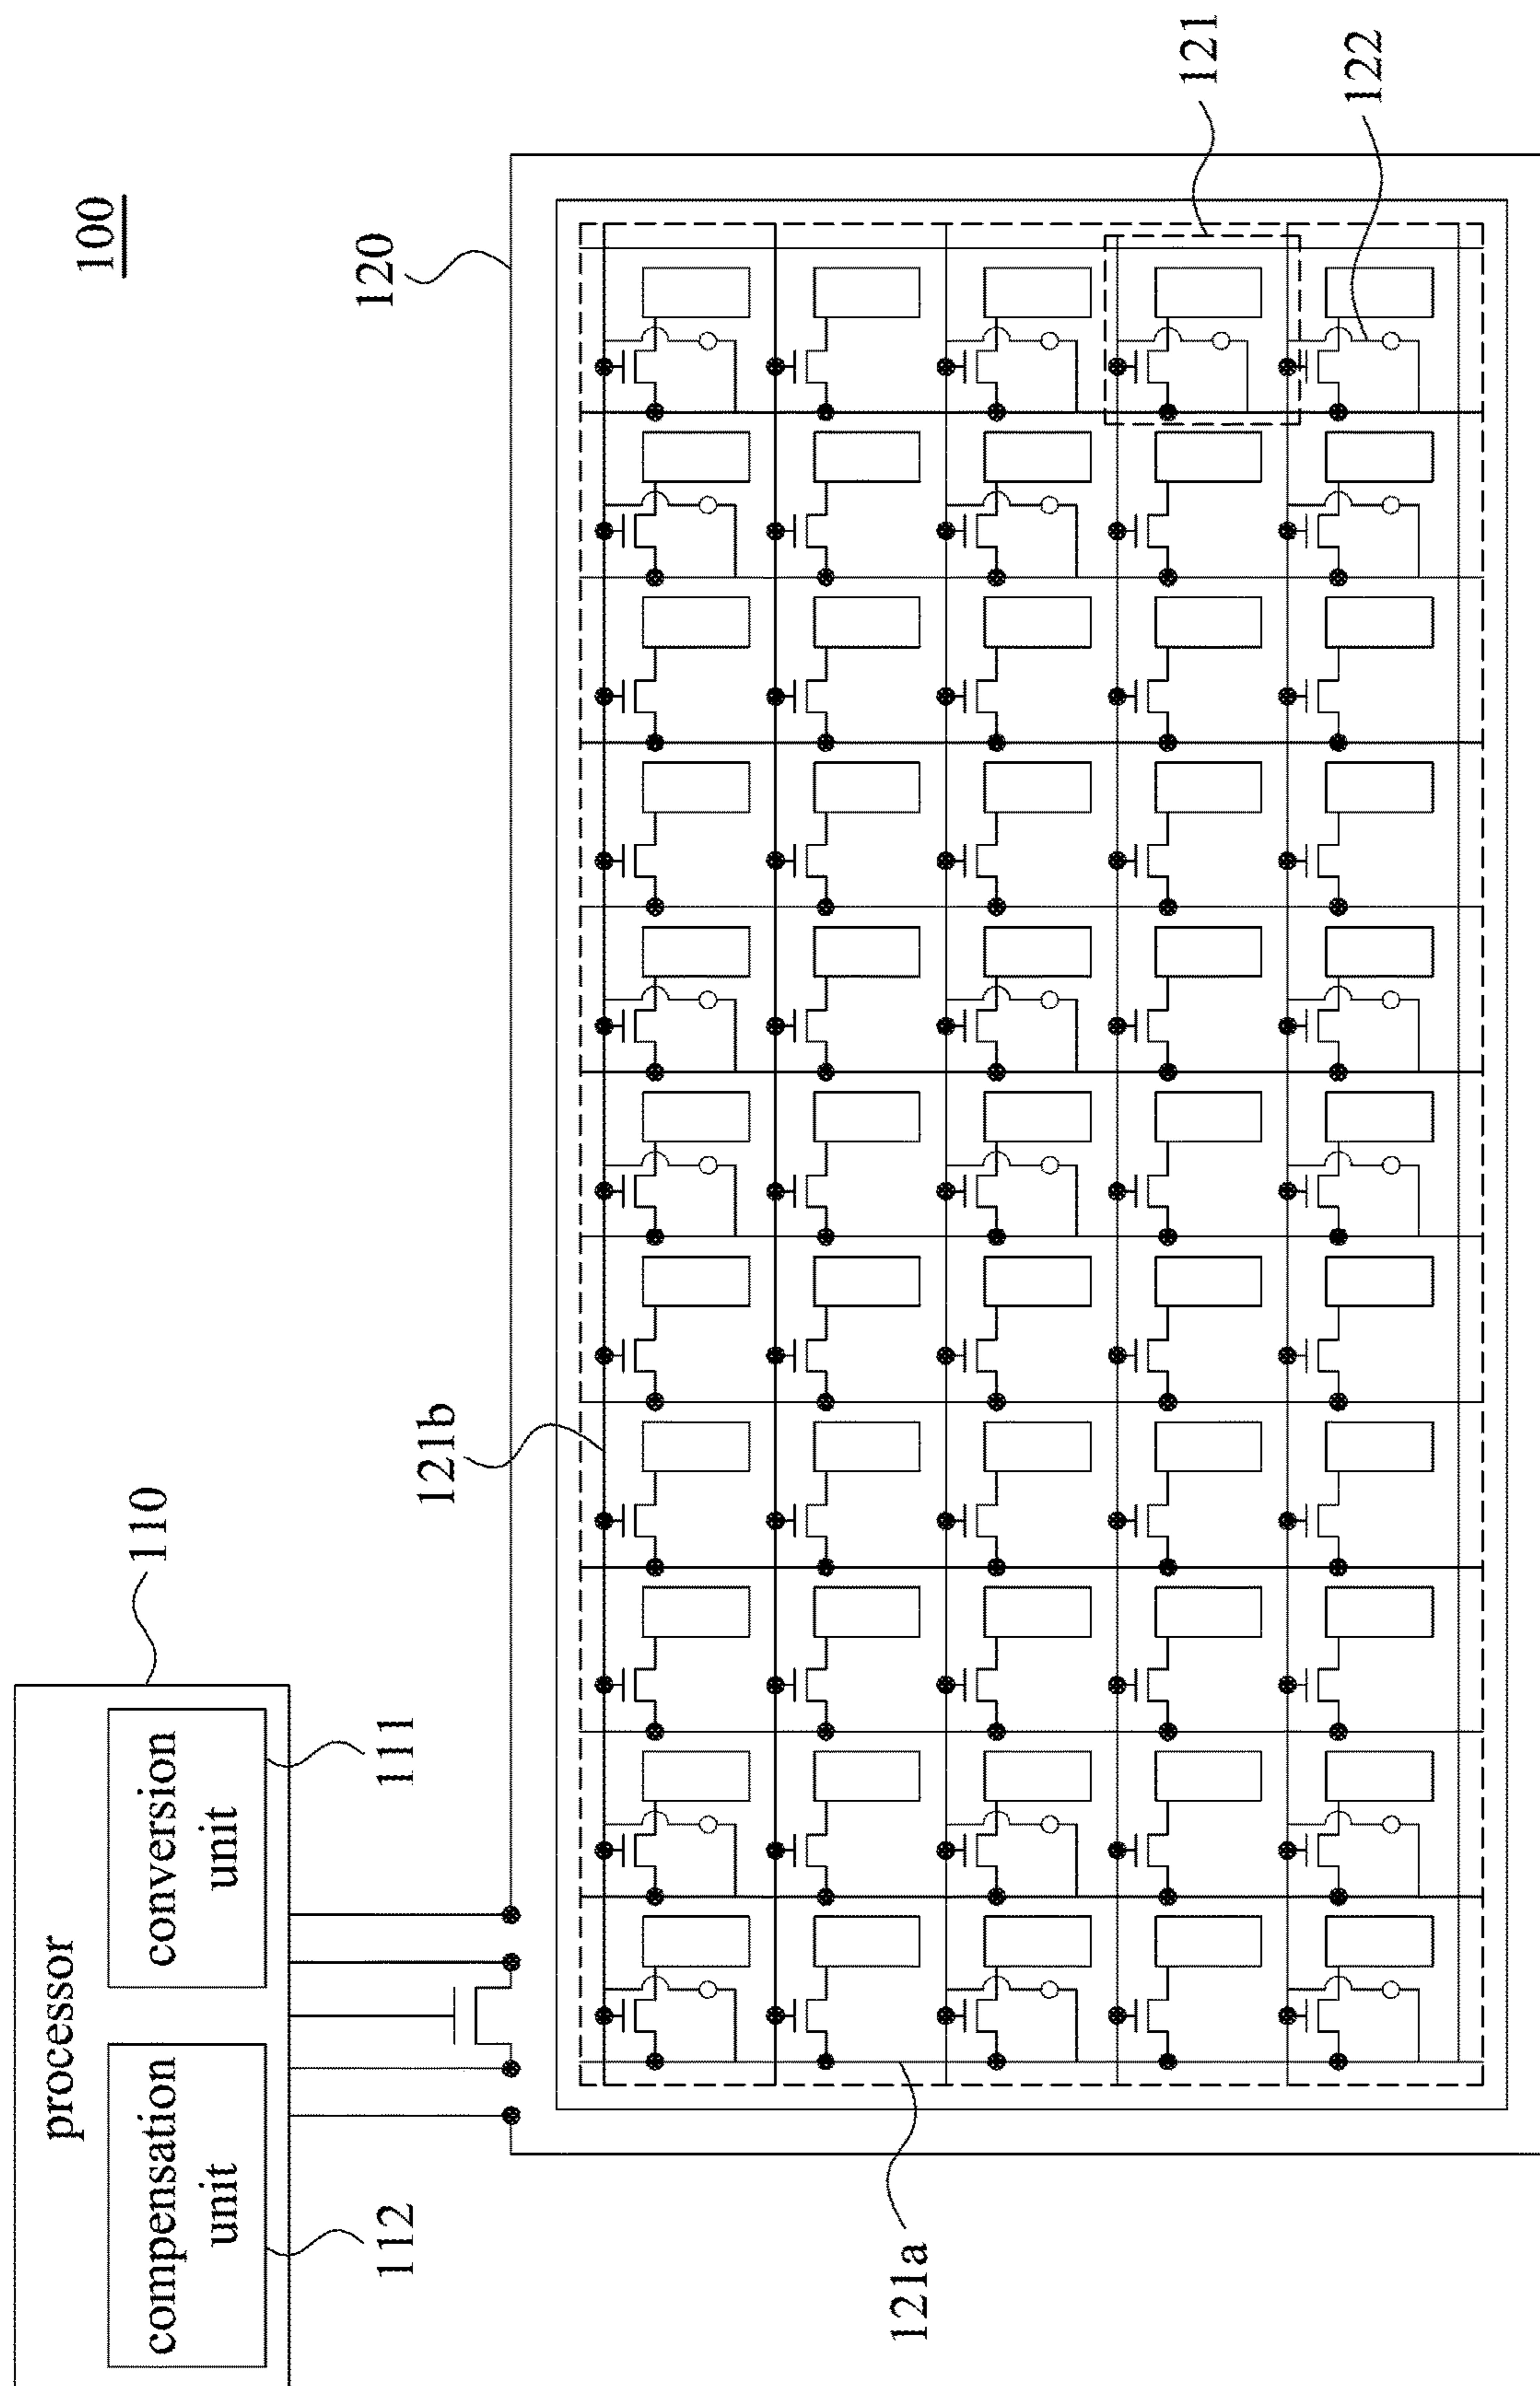 100
processor
compensation
unit
conversion
unit
110
111
112
120
121b
121a
121
122